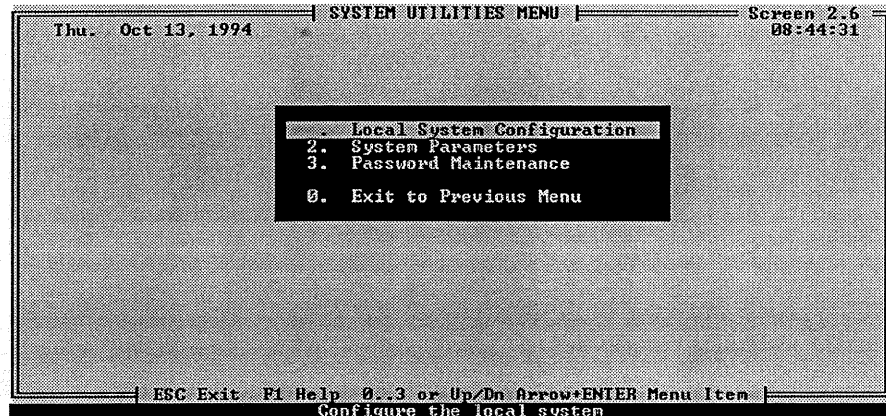 SYSTEM UTILITIES MENU Screen 2.6
Thu. Oct 13, 1994 08:44:31
. Local System Configuration
2. System Parameters
3. Password Maintenance
0. Exit to Previous Menu
ESC Exit F1 Help 0..3 or Up/Dn Arrow+ENTER Menu Item
Configure the local system